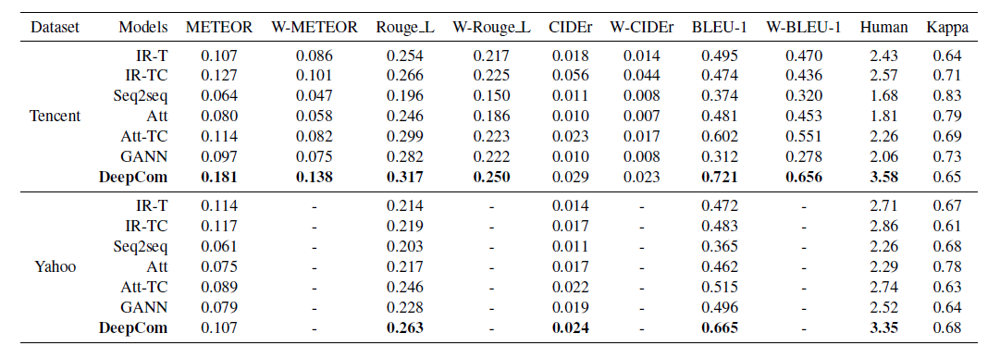 Dataset Models METEOR W-METEOR Rouge_L W-Rouge_L CIDEr W-CIDEr BLEU-1 W-BLEU-1 Human Kappa
IR-T 0.107 0.086 0.254 0.217 0.018 0.014 0.495 0.470 2.43 0.64
IR-TC 0.127 0.101 0.266 0.225 0.056 0.044 0.474 0.436 2.57 0.71
Seq2seq 0.064 0.047 0.196 0.150 0.011 0.008 0.374 0.320 1.68 0.83
Tencent Att 0.080 0.058 0.246 0.186 0.010 0.007 0.481 0.453 1.81 0.79
Att-TC 0.114 0.082 0.299 0.223 0.023 0.017 0.602 0.551 2.26 0.69
GANN 0.097 0.075 0.282 0.222 0.010 0.008 0.312 0.278 2.06 0.73
DeepCom 0.181 0.138 0.317 0.250 0.029 0.023 0.721 0.656 3.58 0.65
IR-T 0.114 - 0.214 - 0.014 - 0.472 - 2.71 0.67
IR-TC 0.117 - 0.219 - 0.017 - 0.483 - 2.86 0.61
Seq2seq 0.061 - 0.203 - 0.011 - 0.365 - 2.26 0.68
Yahoo Att 0.075 - 0.217 - 0.017 - 0.462 - 2.29 0.78
Att-TC 0.089 - 0.246 - 0.022 - 0.515 - 2.74 0.63
GANN 0.079 - 0.228 - 0.019 - 0.496 - 2.52 0.64
DeepCom 0.107 - 0.263 - 0.024 - 0.665 - 3.35 0.68